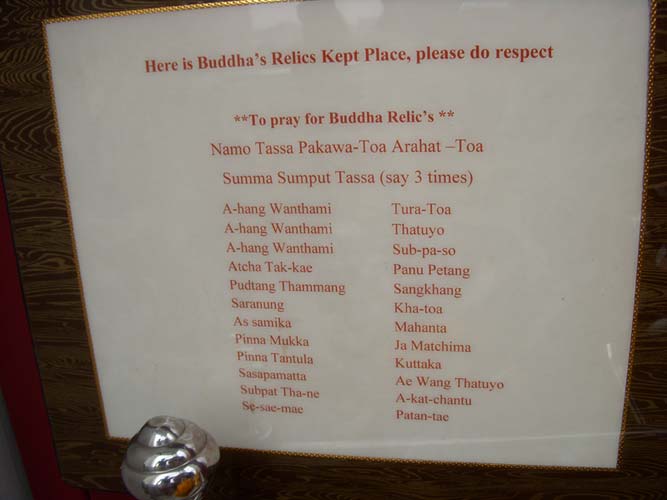 Here is Buddha's Relics Kept Place, please do respect
**To pray for Buddha Relic's **
Namo Tassa Pakawa-Toa Arahat –Toa
Summa Sumput Tassa (say 3 times)
A-hang Wanthami Tura-Toa
A-hang Wanthami Thatuyo
A-hang Wanthami Sub-pa-so
Atcha Tak-kae Panu Petang
Pudtang Thammang Sangkhang
Saranung Kha-toa
As samika Mahanta
Pinna Mukka Ja Matchima
Pinna Tantula Kuttaka
Sasapamatta Ae Wang Thatuyo
Subpat Tha-ne A-kat-chantu
Se-sae-mae Patan-tae